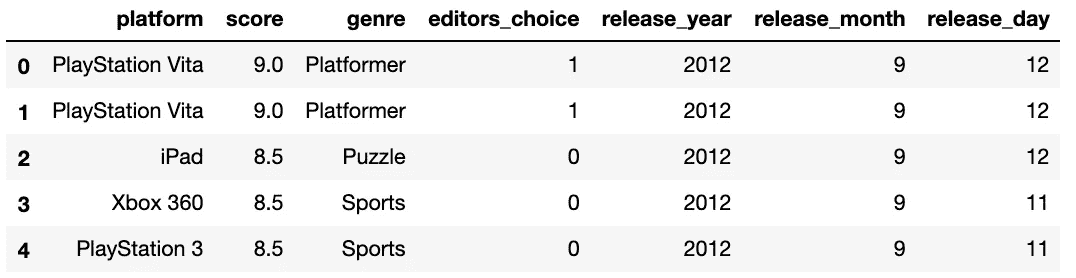 platform score genre editors_choice release_year release_month release_day
0 PlayStation Vita 9.0 Platformer 1 2012 9 12
1 PlayStation Vita 9.0 Platformer 1 2012 9 12
2 iPad 8.5 Puzzle 0 2012 9 12
3 Xbox 360 8.5 Sports 0 2012 9 11
4 PlayStation 3 8.5 Sports 0 2012 9 11